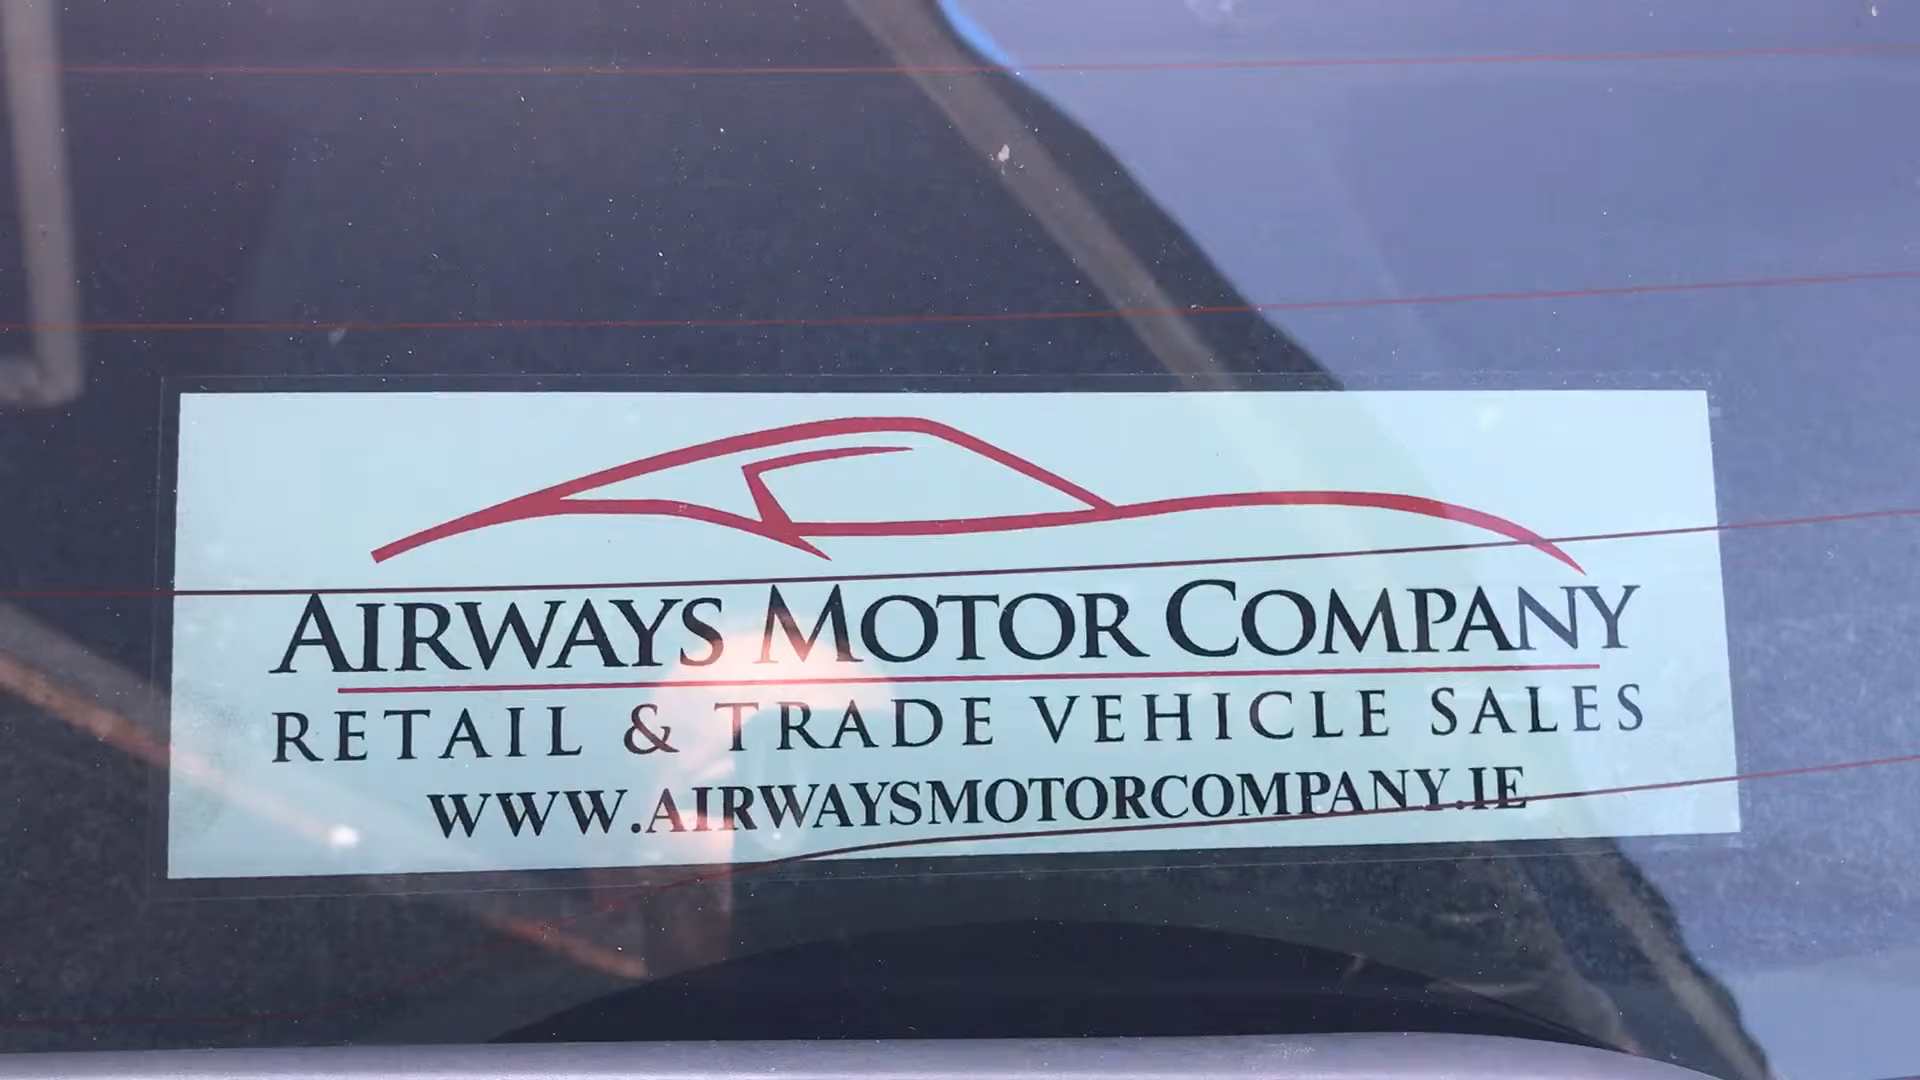 AIRWAYS MOTOR COMPANY
RETAIL & TRADE VEHICLE SALES
WWW.AIRWAYSMOTORCOMPANY.IE